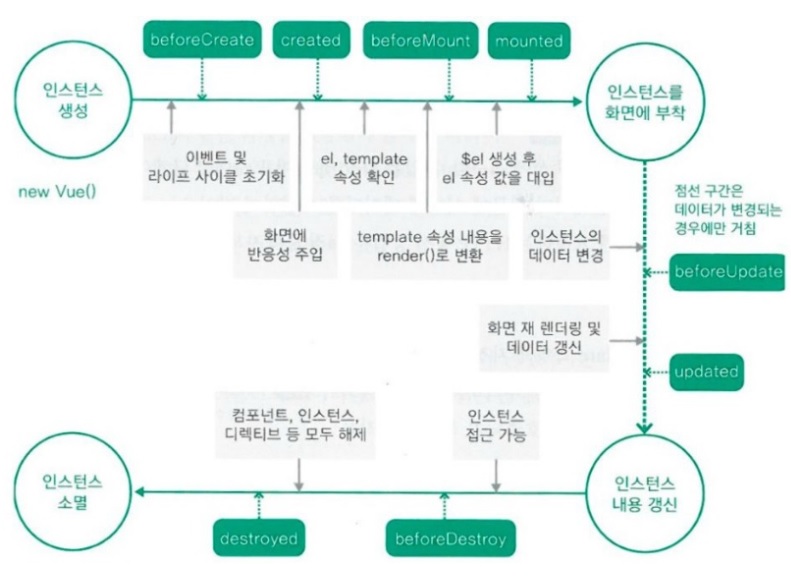 beforeCreate
created
beforeMount
mounted
인스턴스
생성
인스턴스를
화면에 부착
이벤트 및
라이프 사이클 초기화
el, template
속성 확인
$el 생성 후
el 속성 값을 대입
new Vue()
점선 구간은
데이터가 변경되는
경우에만 거침
화면에
반응성 주입
template 속성 내용을
render()로 변환
인스턴스의
데이터 변경
beforeUpdate
화면 재 렌더링 및
데이터 갱신
updated
컴포넌트, 인스턴스,
디렉티브 등 모두 해제
인스턴스
접근 가능
인스턴스
소멸
인스턴스
내용 갱신
destroyed
beforeDestroy